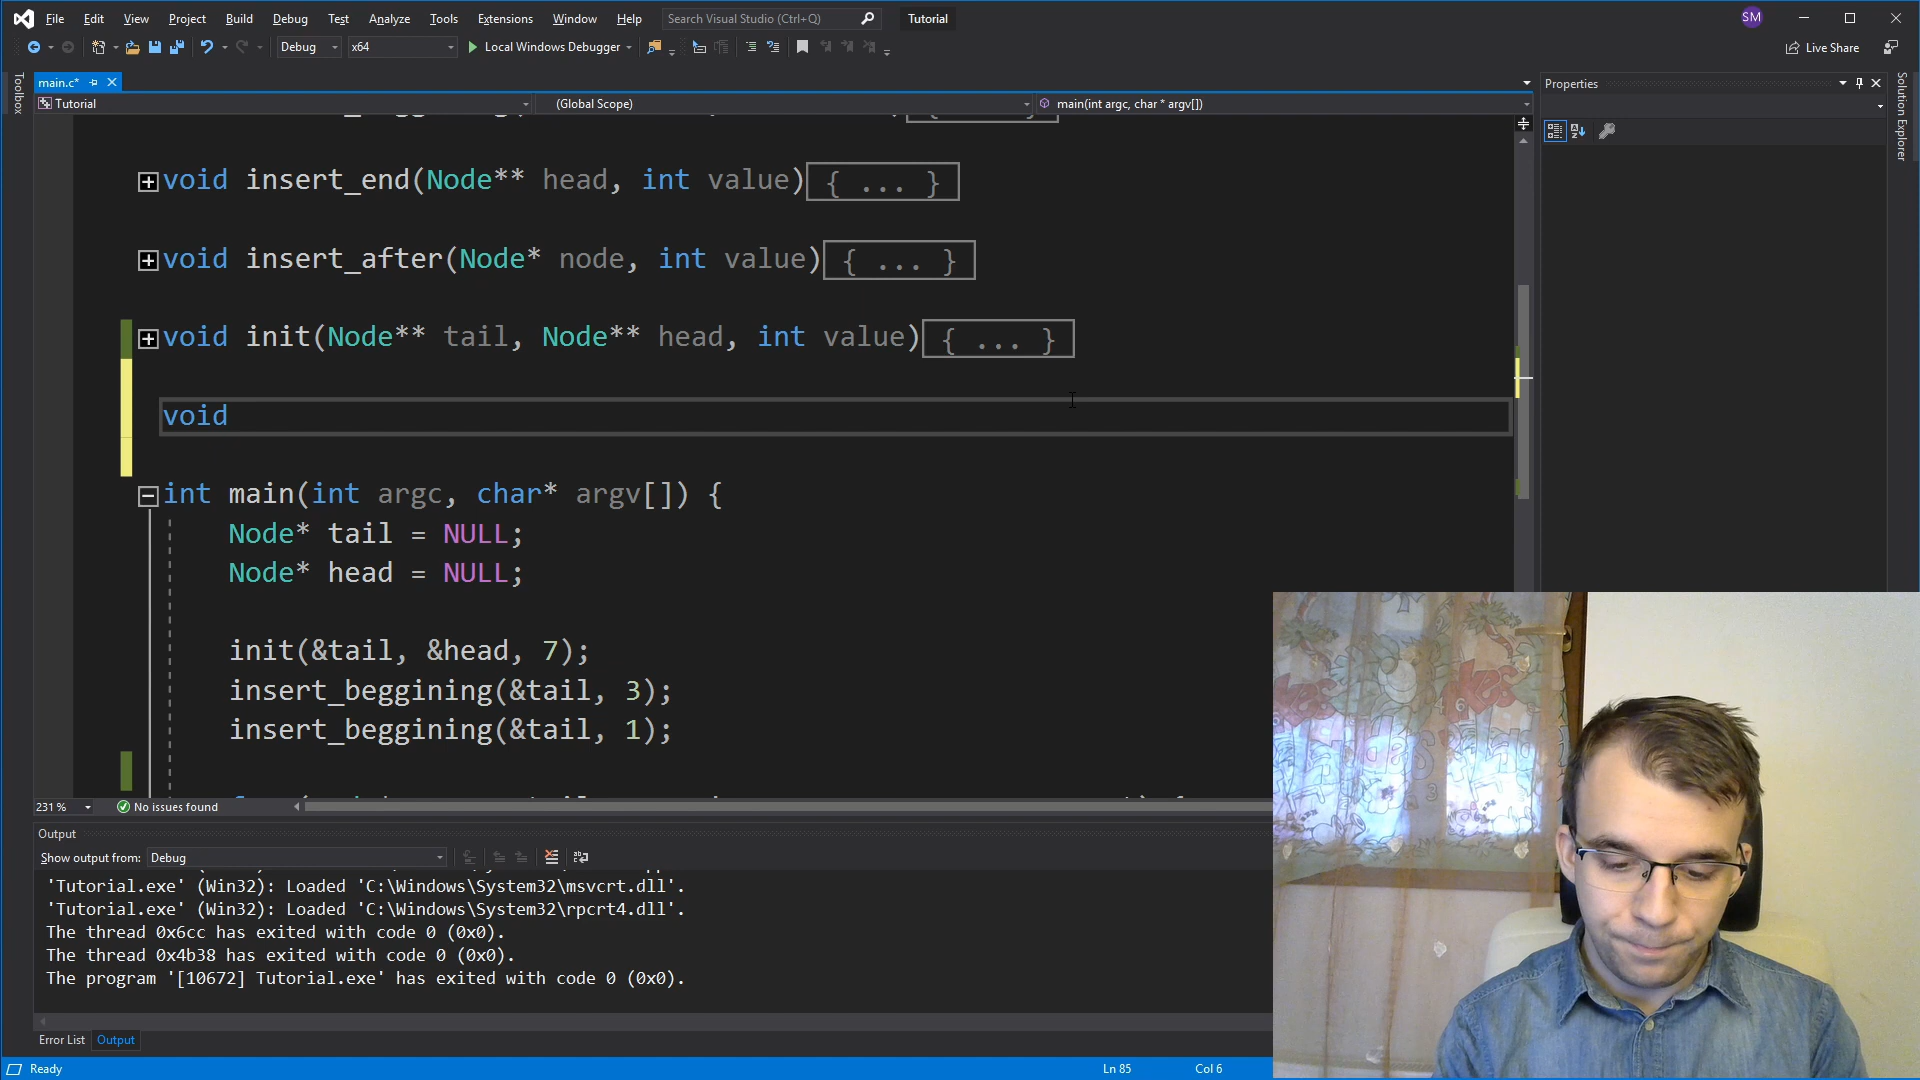 File Edit View Project Build Debug Test Analyze Tools Extensions Window Help Search Visual Studio (Ctrl+Q) Tutorial SM
Debug x64 Local Windows Debugger Live Share
Toolbox
main.c*
Tutorial (Global Scope) main(int argc, char * argv[])
Properties
Solution Explorer
void insert_end(Node** head, int value){ ... }
void insert_after(Node* node, int value){ ... }
void init(Node** tail, Node** head, int value){ ... }
void
int main(int argc, char* argv[]) {
Node* tail = NULL;
Node* head = NULL;
init(&tail, &head, 7);
insert_beggining(&tail, 3);
insert_beggining(&tail, 1);
231 % No issues found
Output
Show output from: Debug
'Tutorial.exe' (Win32): Loaded 'C:\Windows\System32\msvcrt.dll'.
'Tutorial.exe' (Win32): Loaded 'C:\Windows\System32\rpcrt4.dll'.
The thread 0x6cc has exited with code 0 (0x0).
The thread 0x4b38 has exited with code 0 (0x0).
The program '[10672] Tutorial.exe' has exited with code 0 (0x0).
Error List Output
Ready Ln 85 Col 6